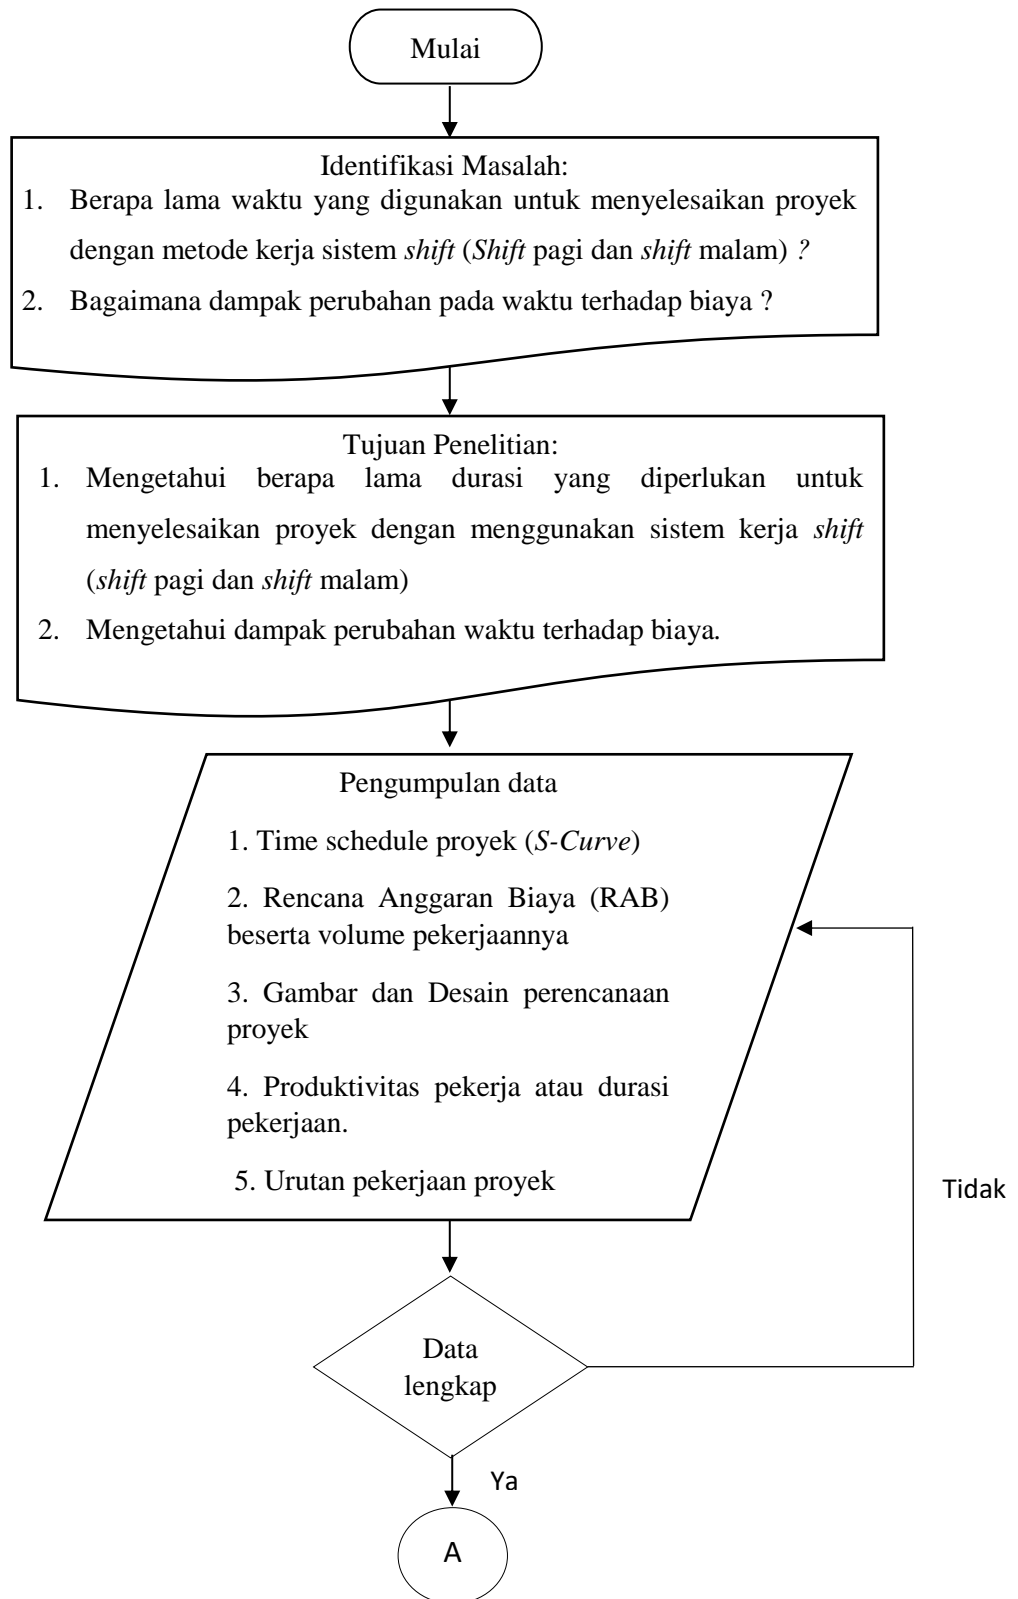 Mulai
Identifikasi Masalah:
1. Berapa lama waktu yang digunakan untuk menyelesaikan proyek
dengan metode kerja sistem shift (Shift pagi dan shift malam) ?
2. Bagaimana dampak perubahan pada waktu terhadap biaya ?
Tujuan Penelitian:
1. Mengetahui berapa lama durasi yang diperlukan untuk
menyelesaikan proyek dengan menggunakan sistem kerja shift
(shift pagi dan shift malam)
2. Mengetahui dampak perubahan waktu terhadap biaya.
Pengumpulan data
1. Time schedule proyek (S-Curve)
2. Rencana Anggaran Biaya (RAB)
beserta volume pekerjaannya
3. Gambar dan Desain perencanaan
proyek
4. Produktivitas pekerja atau durasi
pekerjaan.
5. Urutan pekerjaan proyek
Tidak
Data
lengkap
Ya
A